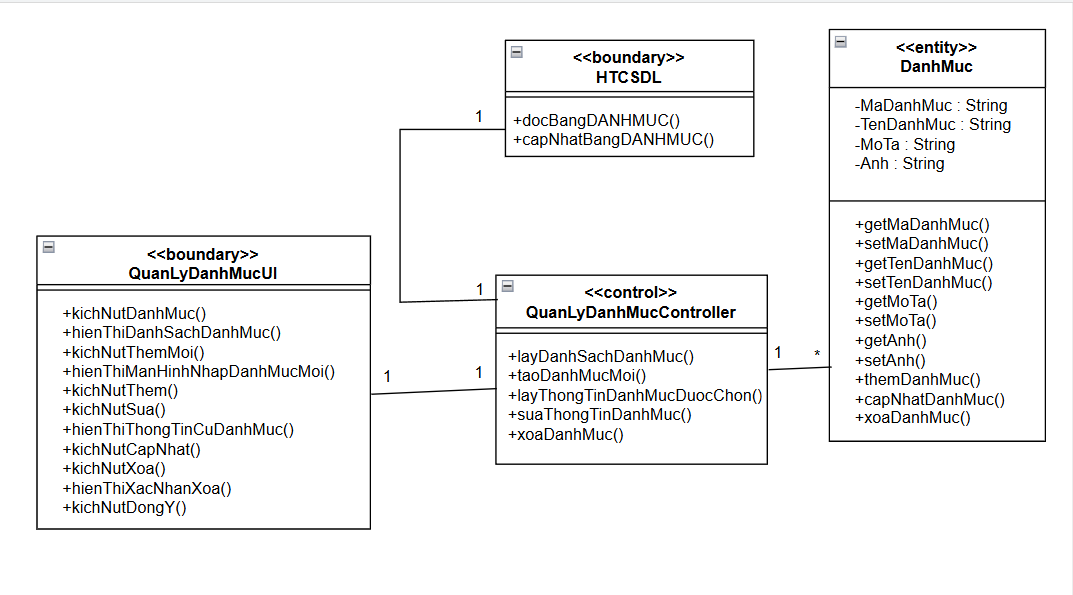 <<boundary>>
HTCSDL
+docBangDANHMUC()
+capNhatBangDANHMUC()
<<entity>>
DanhMuc
-MaDanhMuc : String
-TenDanhMuc : String
-MoTa : String
-Anh : String
+getMaDanhMuc()
+setMaDanhMuc()
+getTenDanhMuc()
+setTenDanhMuc()
+getMoTa()
+setMoTa()
+getAnh()
+setAnh()
+themDanhMuc()
+capNhatDanhMuc()
+xoaDanhMuc()
<<boundary>>
QuanLyDanhMucUI
+kichNutDanhMuc()
+hienThiDanhSachDanhMuc()
+kichNutThemMoi()
+hienThiManHinhNhapDanhMucMoi()
+kichNutThem()
+kichNutSua()
+hienThiThongTinCuDanhMuc()
+kichNutCapNhat()
+kichNutXoa()
+hienThiXacNhanXoa()
+kichNutDongY()
<<control>>
QuanLyDanhMucController
+layDanhSachDanhMuc()
+taoDanhMucMoi()
+layThongTinDanhMucDuocChon()
+suaThongTinDanhMuc()
+xoaDanhMuc()
1
1
1
1
1
*